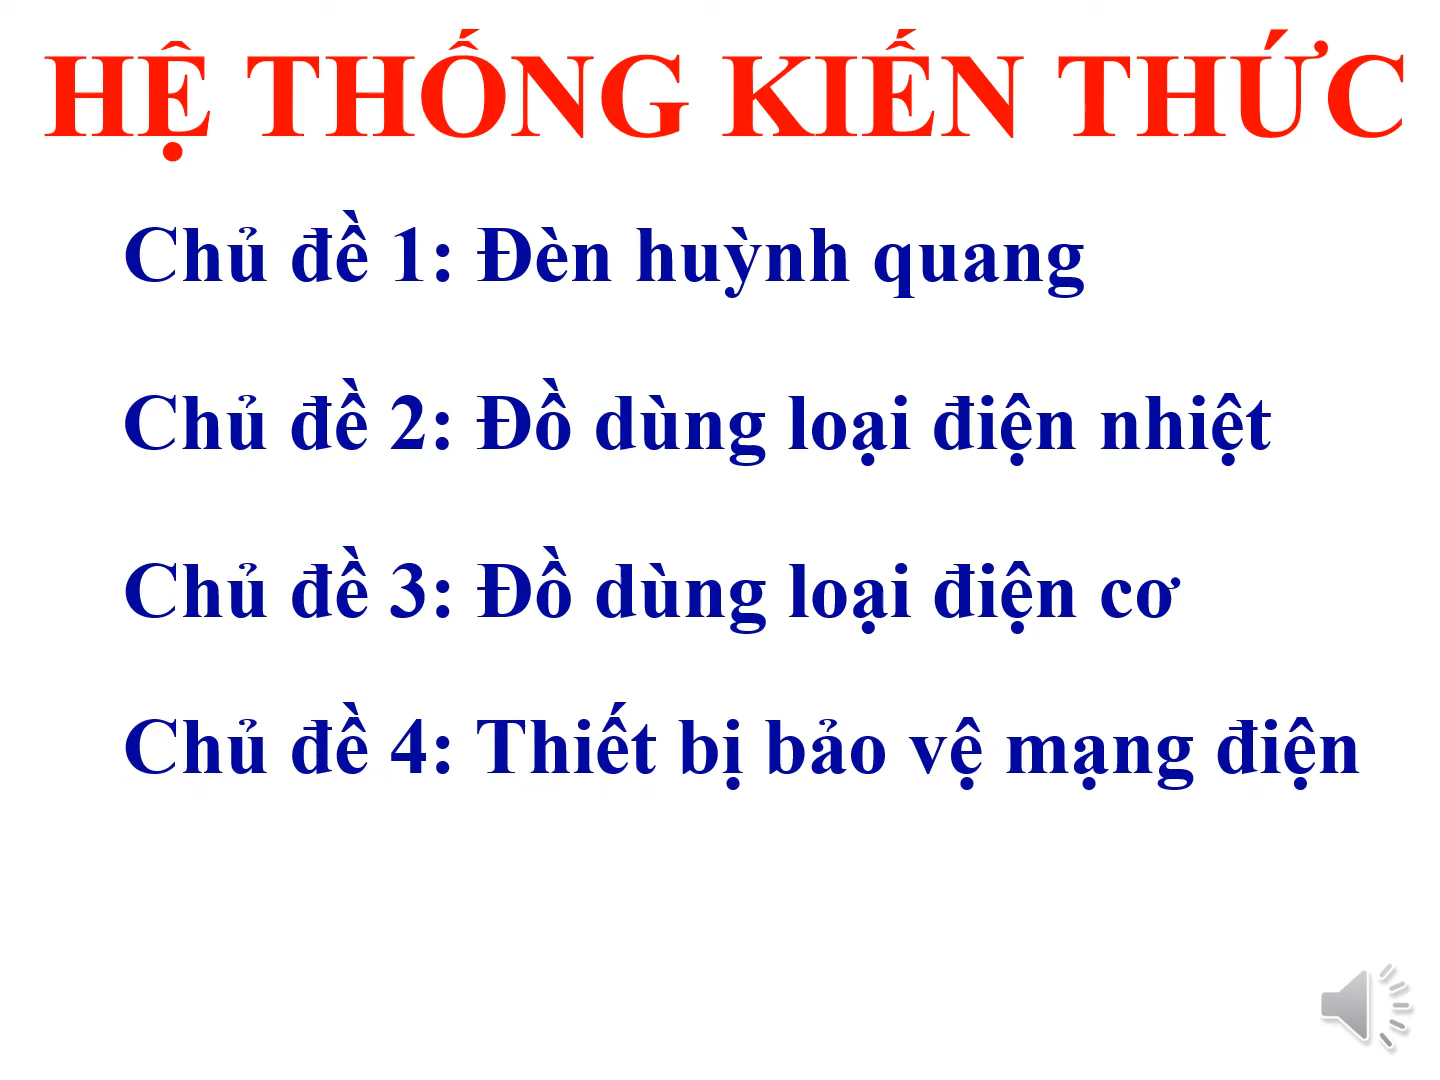 HỆ THỐNG KIẾN THỨC
Chủ đề 1: Đèn huỳnh quang
Chủ đề 2: Đồ dùng loại điện nhiệt
Chủ đề 3: Đồ dùng loại điện cơ
Chủ đề 4: Thiết bị bảo vệ mạng điện